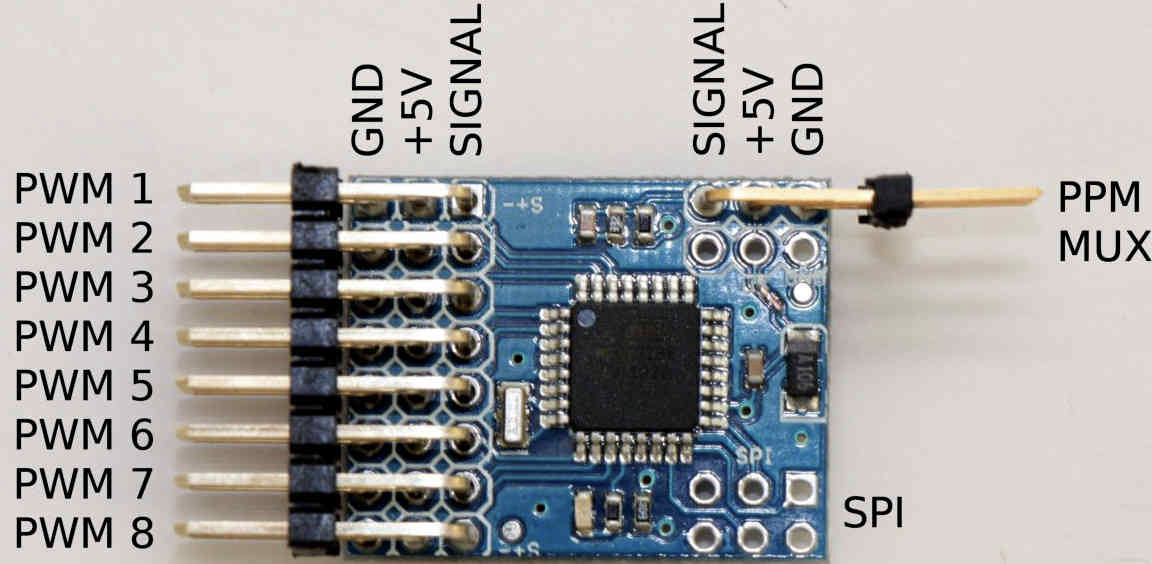 GND
+5V
SIGNAL
SIGNAL
+5V
GND
PWM 1
PWM 2
PWM 3
PWM 4
PWM 5
PWM 6
PWM 7
PWM 8
PPM
MUX
-+S
A106
SPI
SPI
-+S